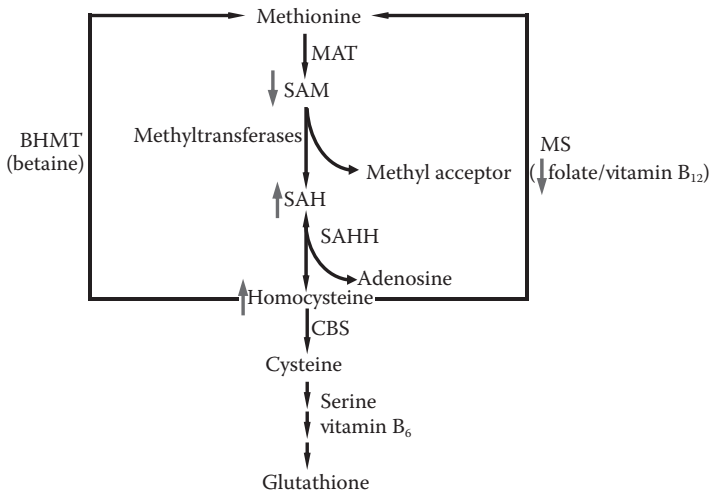 Methionine
MAT
SAM
BHMT
(betaine)
Methyltransferases
Methyl acceptor
MS
( folate/vitamin B₁₂)
SAH
SAHH
Adenosine
Homocysteine
CBS
Cysteine
Serine
vitamin B₆
Glutathione